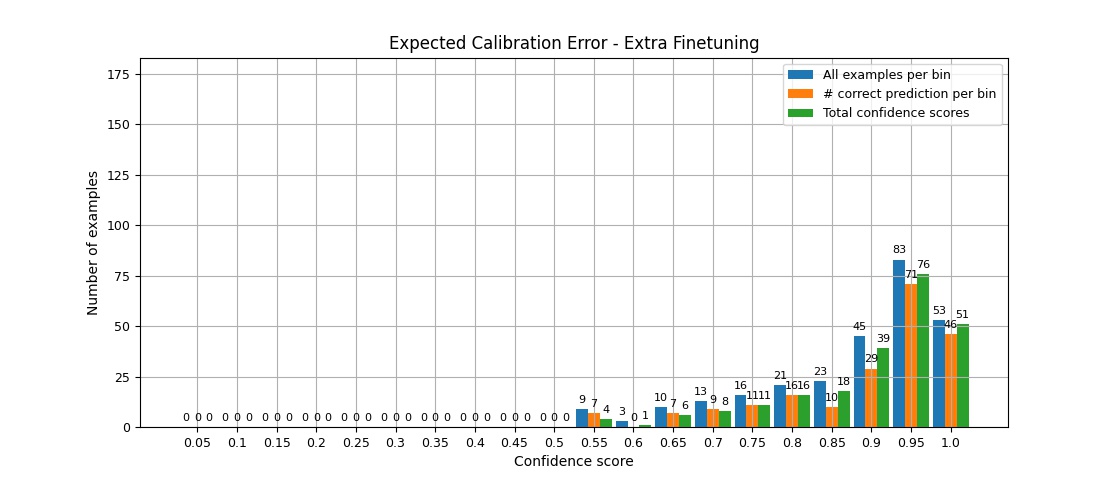 Expected Calibration Error - Extra Finetuning
All examples per bin
# correct prediction per bin
Total confidence scores
Number of examples
175
150
125
100
75
50
25
0
0 0 0 0 0 0 0 0 0 0 0 0 0 0 0 0 0 0 0 0 0 0 0 0 0 0 0 0 0 0 9 7 4 3 0 1 10 7 6 13 9 8 16 11 11 21 16 16 23 10 18 45 29 39 83 71 76 53 46 51
0.05 0.1 0.15 0.2 0.25 0.3 0.35 0.4 0.45 0.5 0.55 0.6 0.65 0.7 0.75 0.8 0.85 0.9 0.95 1.0
Confidence score